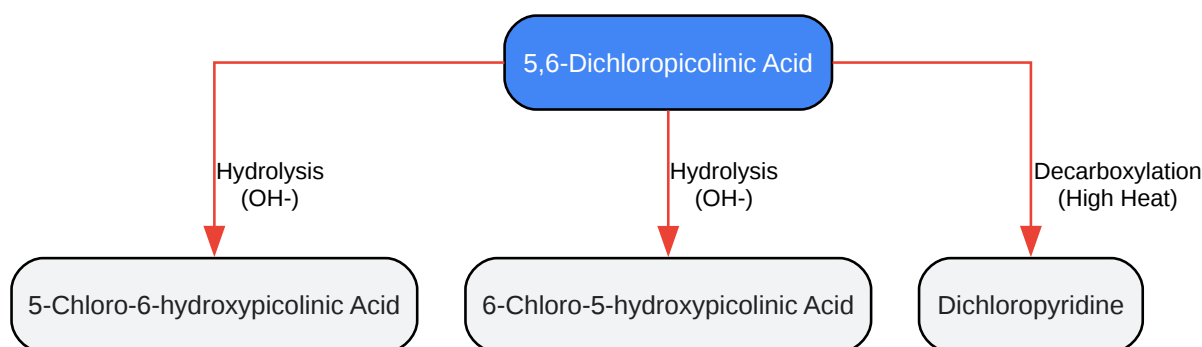 5,6-Dichloropicolinic Acid
Hydrolysis
(OH-)
Hydrolysis
(OH-)
Decarboxylation
(High Heat)
5-Chloro-6-hydroxypicolinic Acid
6-Chloro-5-hydroxypicolinic Acid
Dichloropyridine